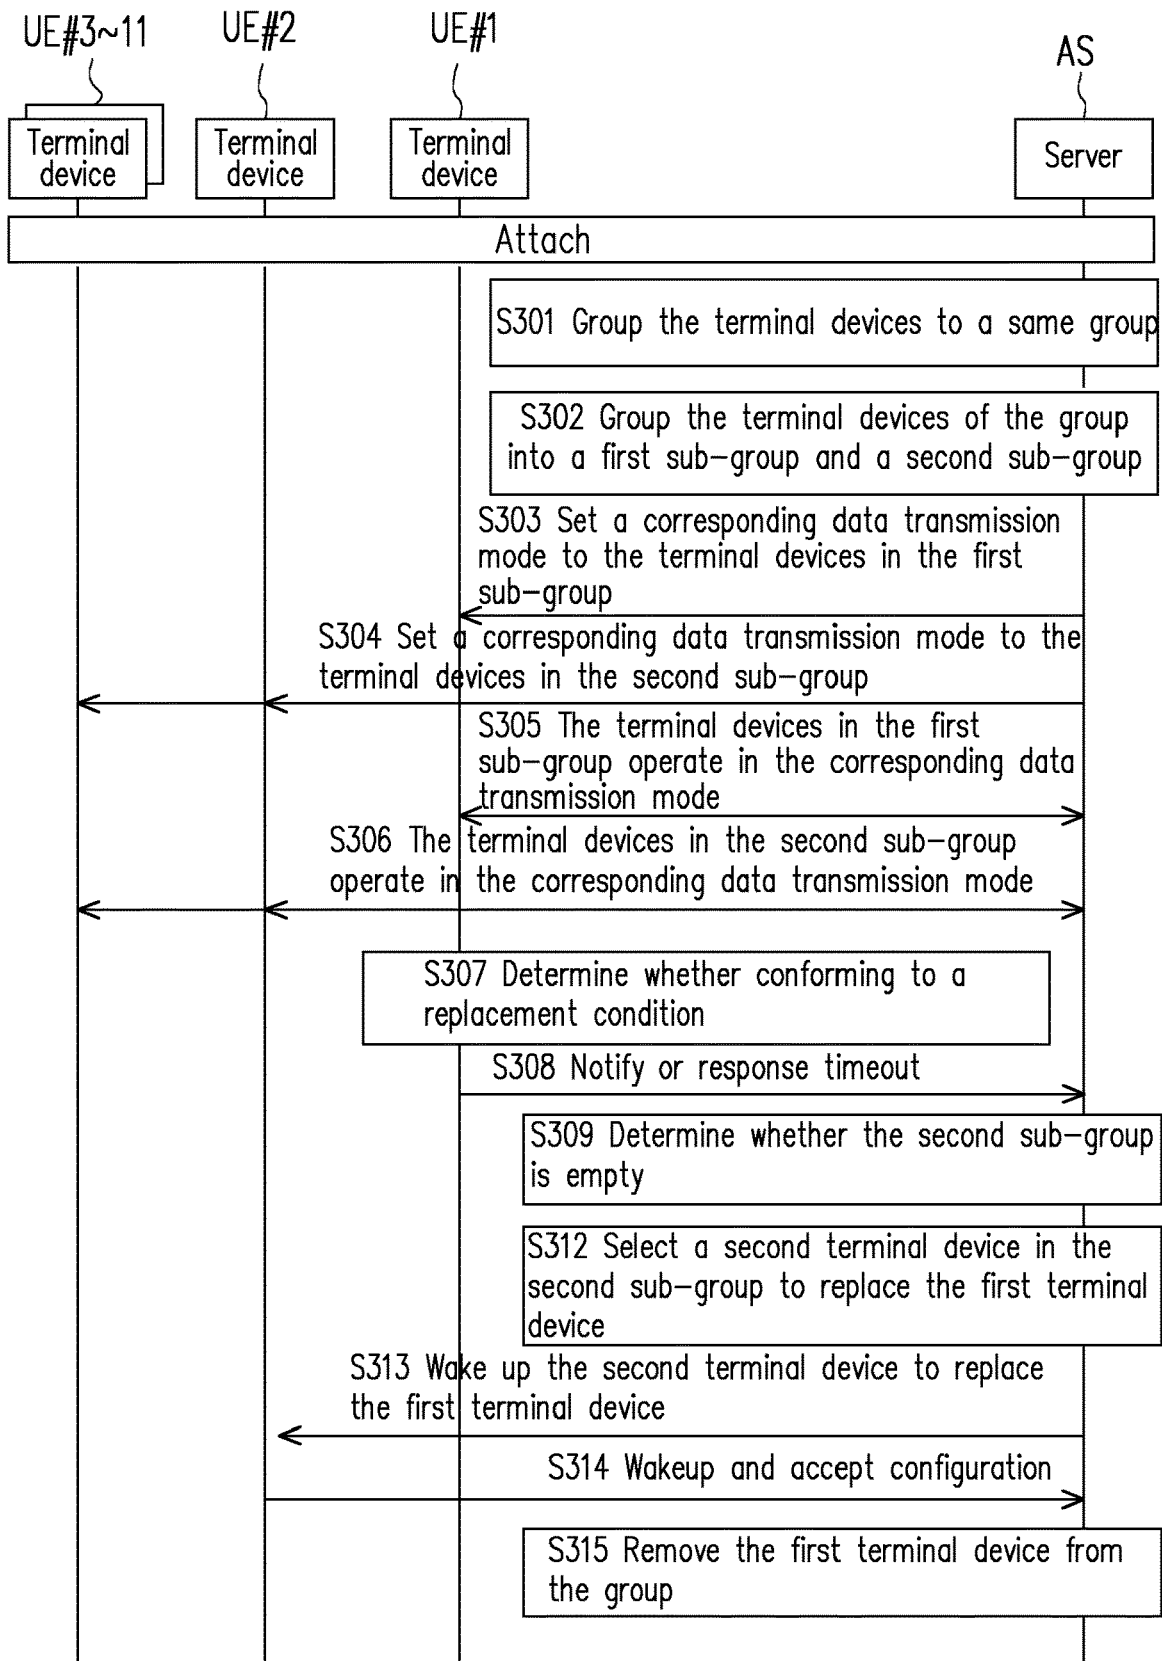 UE#3~11
UE#2
UE#1
AS
Terminal
device
Terminal
device
Terminal
device
Server
Attach
S301 Group the terminal devices to a same group
S302 Group the terminal devices of the group
into a first sub-group and a second sub-group
S303 Set a corresponding data transmission
mode to the terminal devices in the first
sub-group
S304 Set a corresponding data transmission mode to the
terminal devices in the second sub-group
S305 The terminal devices in the first
sub-group operate in the corresponding data
transmission mode
S306 The terminal devices in the second sub-group
operate in the corresponding data transmission mode
S307 Determine whether conforming to a
replacement condition
S308 Notify or response timeout
S309 Determine whether the second sub-group
is empty
S312 Select a second terminal device in the
second sub-group to replace the first terminal
device
S313 Wake up the second terminal device to replace
the first terminal device
S314 Wakeup and accept configuration
S315 Remove the first terminal device from
the group